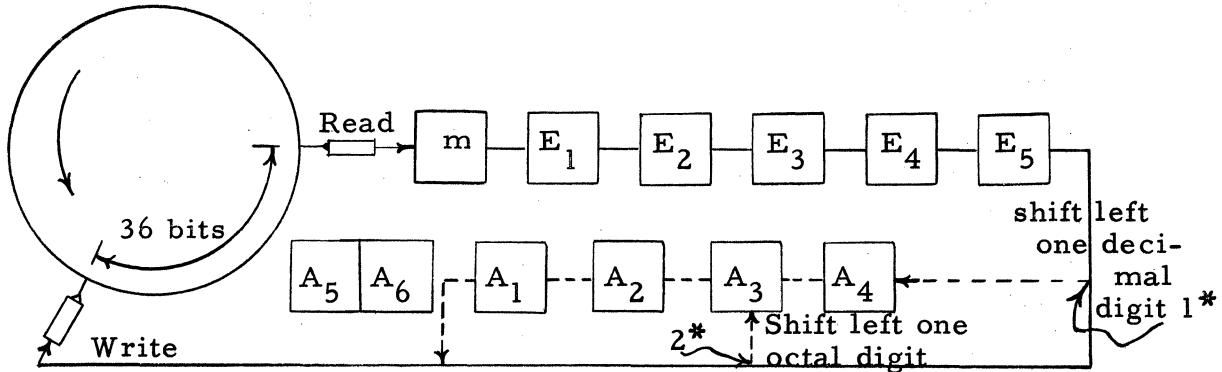 Read
m E1 E2 E3 E4 E5
36 bits
shift left
one deci-
mal
digit 1*
A5 A6 A1 A2 A3 A4
Shift left one
octal digit
2*
Write